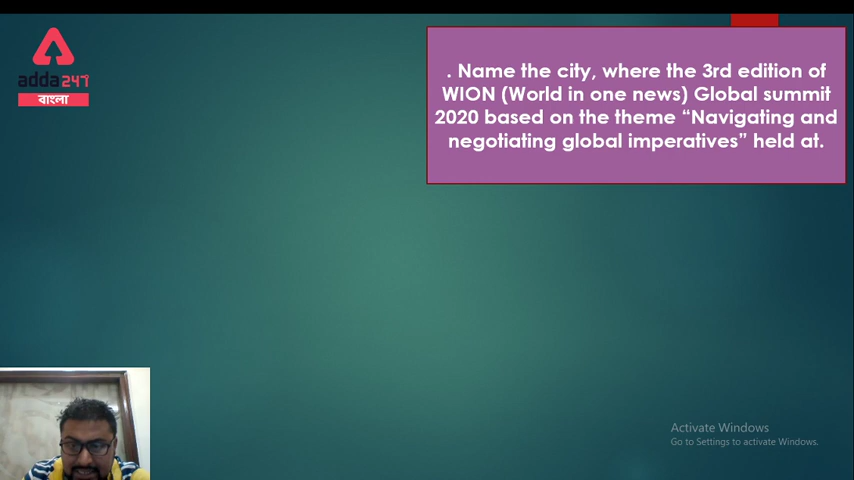 adda247
বাংলা
. Name the city, where the 3rd edition of
WION (World in one news) Global summit
2020 based on the theme “Navigating and
negotiating global imperatives” held at.
Activate Windows
Go to Settings to activate Windows.